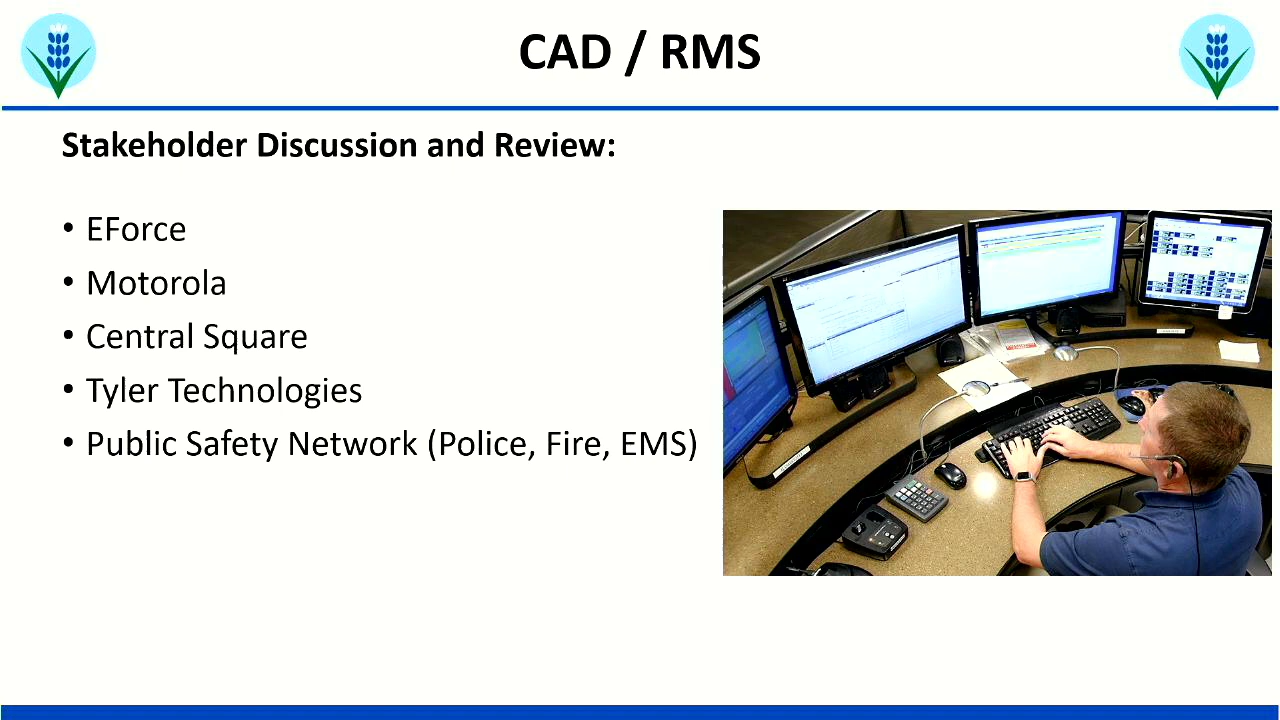 CAD / RMS
Stakeholder Discussion and Review:
• EForce
• Motorola
• Central Square
• Tyler Technologies
• Public Safety Network (Police, Fire, EMS)